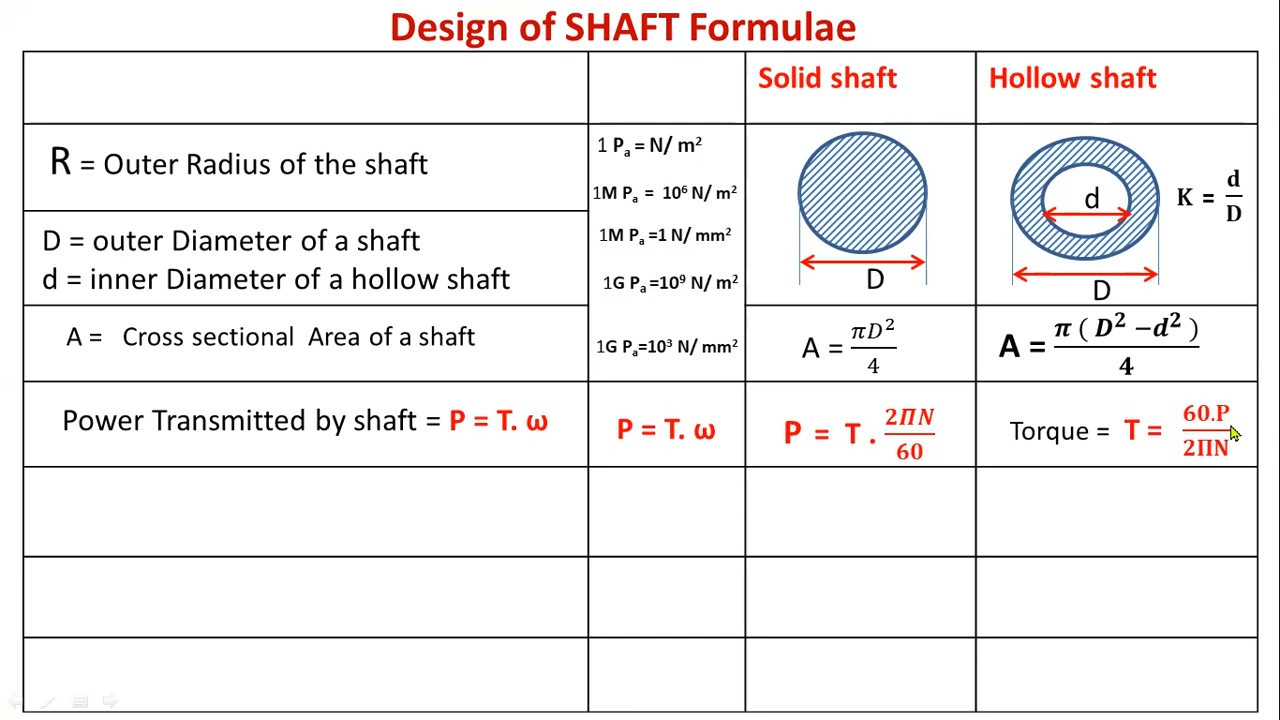 Design of SHAFT Formulae
Solid shaft
Hollow shaft
R = Outer Radius of the shaft
1 Pa = N/ m²
1M Pa = 10⁶ N/ m²
d
K = d/D
D = outer Diameter of a shaft
d = inner Diameter of a hollow shaft
1M Pa =1 N/ mm²
1G Pa =10⁹ N/ m²
D
D
A = Cross sectional Area of a shaft
1G Pa=10³ N/ mm²
A = πD²/4
A = π ( D² − d² )/4
Power Transmitted by shaft = P = T. ω
P = T. ω
P = T . 2ΠN/60
Torque = T = 60.P/2ΠN